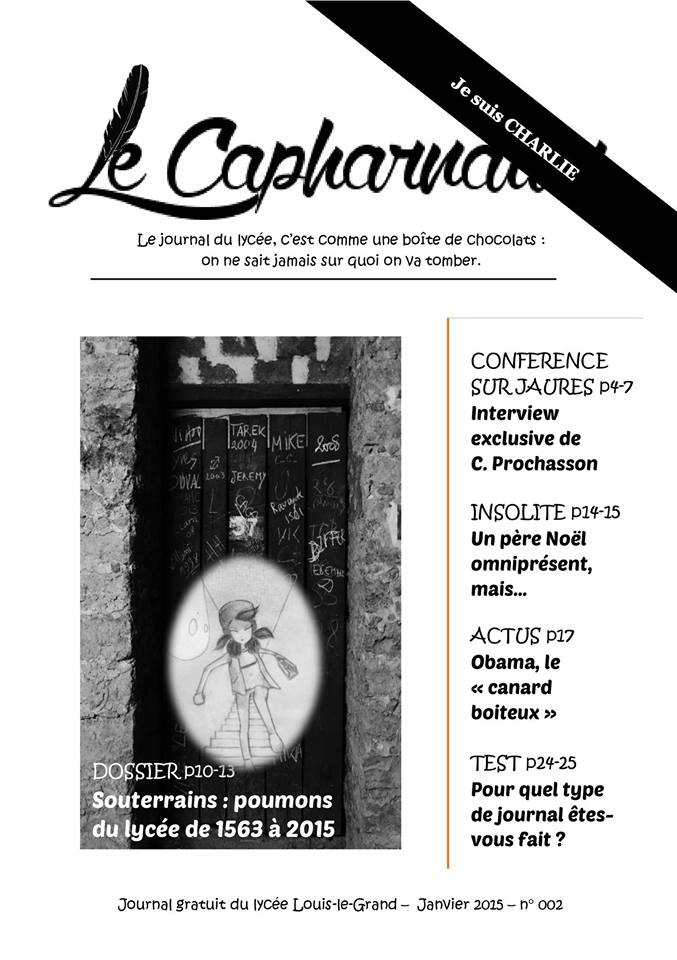 Je suis CHARLIE
Le Capharnaüm
Le journal du lycée, c'est comme une boîte de chocolats :
on ne sait jamais sur quoi on va tomber.
TAREK
2004
MIKE
2008
2003
JEREMY
DOSSIER p10-13
Souterrains : poumons
du lycée de 1563 à 2015
CONFERENCE
SUR JAURES p4-7
Interview
exclusive de
C. Prochasson
INSOLITE p14-15
Un père Noël
omniprésent,
mais...
ACTUS p17
Obama, le
« canard
boiteux »
TEST p24-25
Pour quel type
de journal êtes-
vous fait ?
Journal gratuit du lycée Louis-le-Grand – Janvier 2015 – n° 002